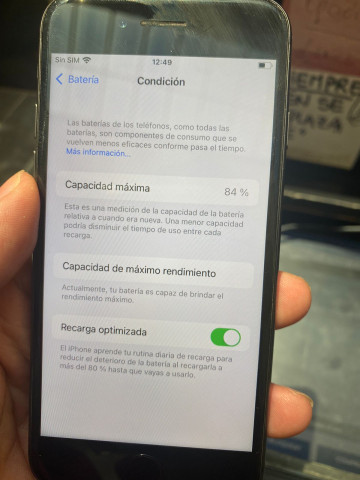 Sin SIM
12:49
Batería
Condición
Las baterías de los teléfonos, como todas las
baterías, son componentes de consumo que se
vuelven menos eficaces conforme pasa el tiempo.
Más información...
Capacidad máxima
84 %
Esta es una medición de la capacidad de la batería
relativa a cuando era nueva. Una menor capacidad
podría disminuir el tiempo de uso entre cada
recarga.
Capacidad de máximo rendimiento
Actualmente, tu batería es capaz de brindar el
rendimiento máximo.
Recarga optimizada
El iPhone aprende tu rutina diaria de recarga para
reducir el deterioro de la batería al recargarla a
más del 80 % hasta que vayas a usarlo.
EMPRE
EN SE
RAZA